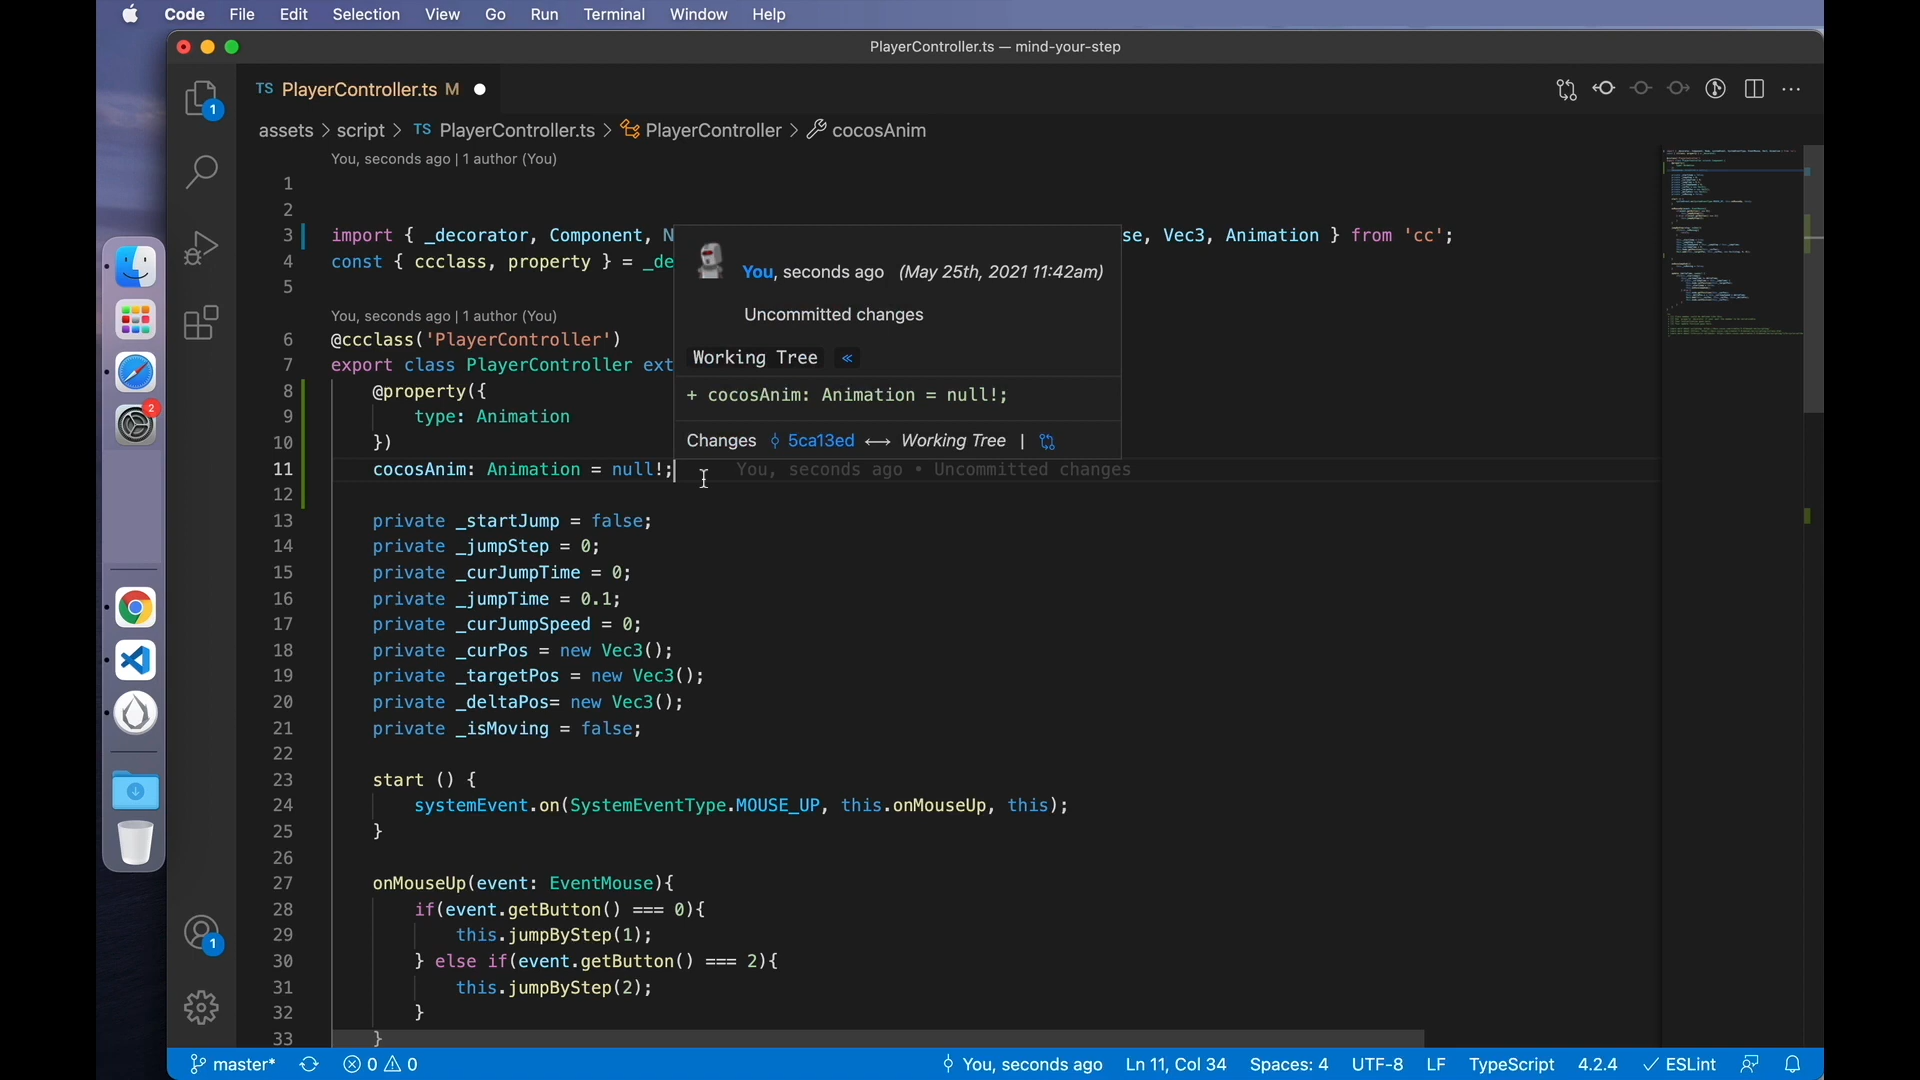 Code File Edit Selection View Go Run Terminal Window Help
PlayerController.ts — mind-your-step
TS PlayerController.ts M
assets > script > TS PlayerController.ts > PlayerController > cocosAnim
You, seconds ago | 1 author (You)
1
2
3 import { _decorator, Component, N se, Vec3, Animation } from 'cc';
4 const { ccclass, property } = _de
5
You, seconds ago | 1 author (You)
6 @ccclass('PlayerController')
7 export class PlayerController ext
8 @property({
9 type: Animation
10 })
11 cocosAnim: Animation = null!; You, seconds ago • Uncommitted changes
12
13 private _startJump = false;
14 private _jumpStep = 0;
15 private _curJumpTime = 0;
16 private _jumpTime = 0.1;
17 private _curJumpSpeed = 0;
18 private _curPos = new Vec3();
19 private _targetPos = new Vec3();
20 private _deltaPos= new Vec3();
21 private _isMoving = false;
22
23 start () {
24 systemEvent.on(SystemEventType.MOUSE_UP, this.onMouseUp, this);
25 }
26
27 onMouseUp(event: EventMouse){
28 if(event.getButton() === 0){
29 this.jumpByStep(1);
30 } else if(event.getButton() === 2){
31 this.jumpByStep(2);
32 }
33 }
You, seconds ago (May 25th, 2021 11:42am)
Uncommitted changes
Working Tree «
+ cocosAnim: Animation = null!;
Changes 5ca13ed ⟷ Working Tree |
1
2
1
master* 0 0 You, seconds ago Ln 11, Col 34 Spaces: 4 UTF-8 LF TypeScript 4.2.4 ESLint